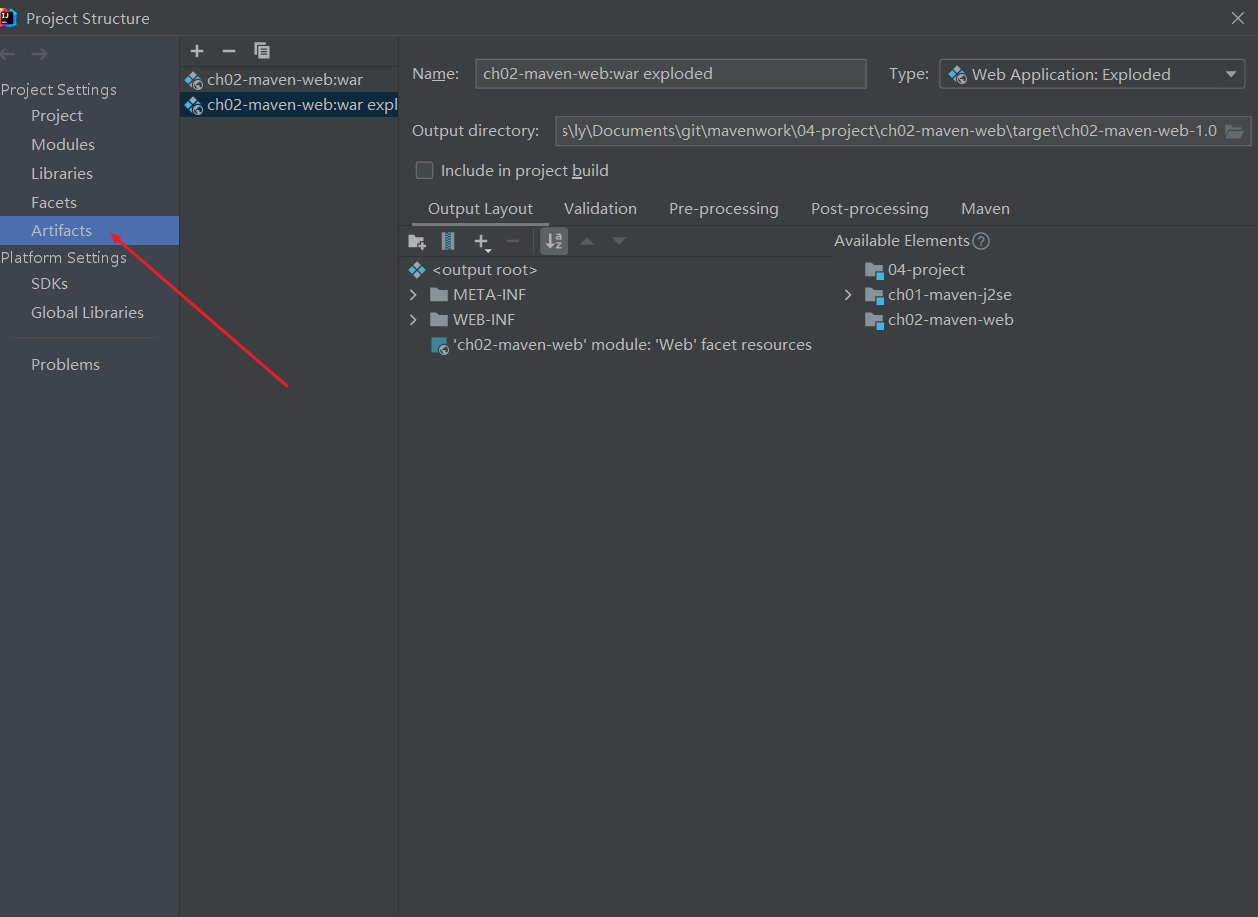 Project Structure
Project Settings
Project
Modules
Libraries
Facets
Artifacts
Platform Settings
SDKs
Global Libraries
Problems
ch02-maven-web:war
ch02-maven-web:war expl
Name: ch02-maven-web:war exploded Type: Web Application: Exploded
Output directory: s\ly\Documents\git\mavenwork\04-project\ch02-maven-web\target\ch02-maven-web-1.0
Include in project build
Output Layout Validation Pre-processing Post-processing Maven
Available Elements ?
<output root>
META-INF
WEB-INF
'ch02-maven-web' module: 'Web' facet resources
04-project
ch01-maven-j2se
ch02-maven-web